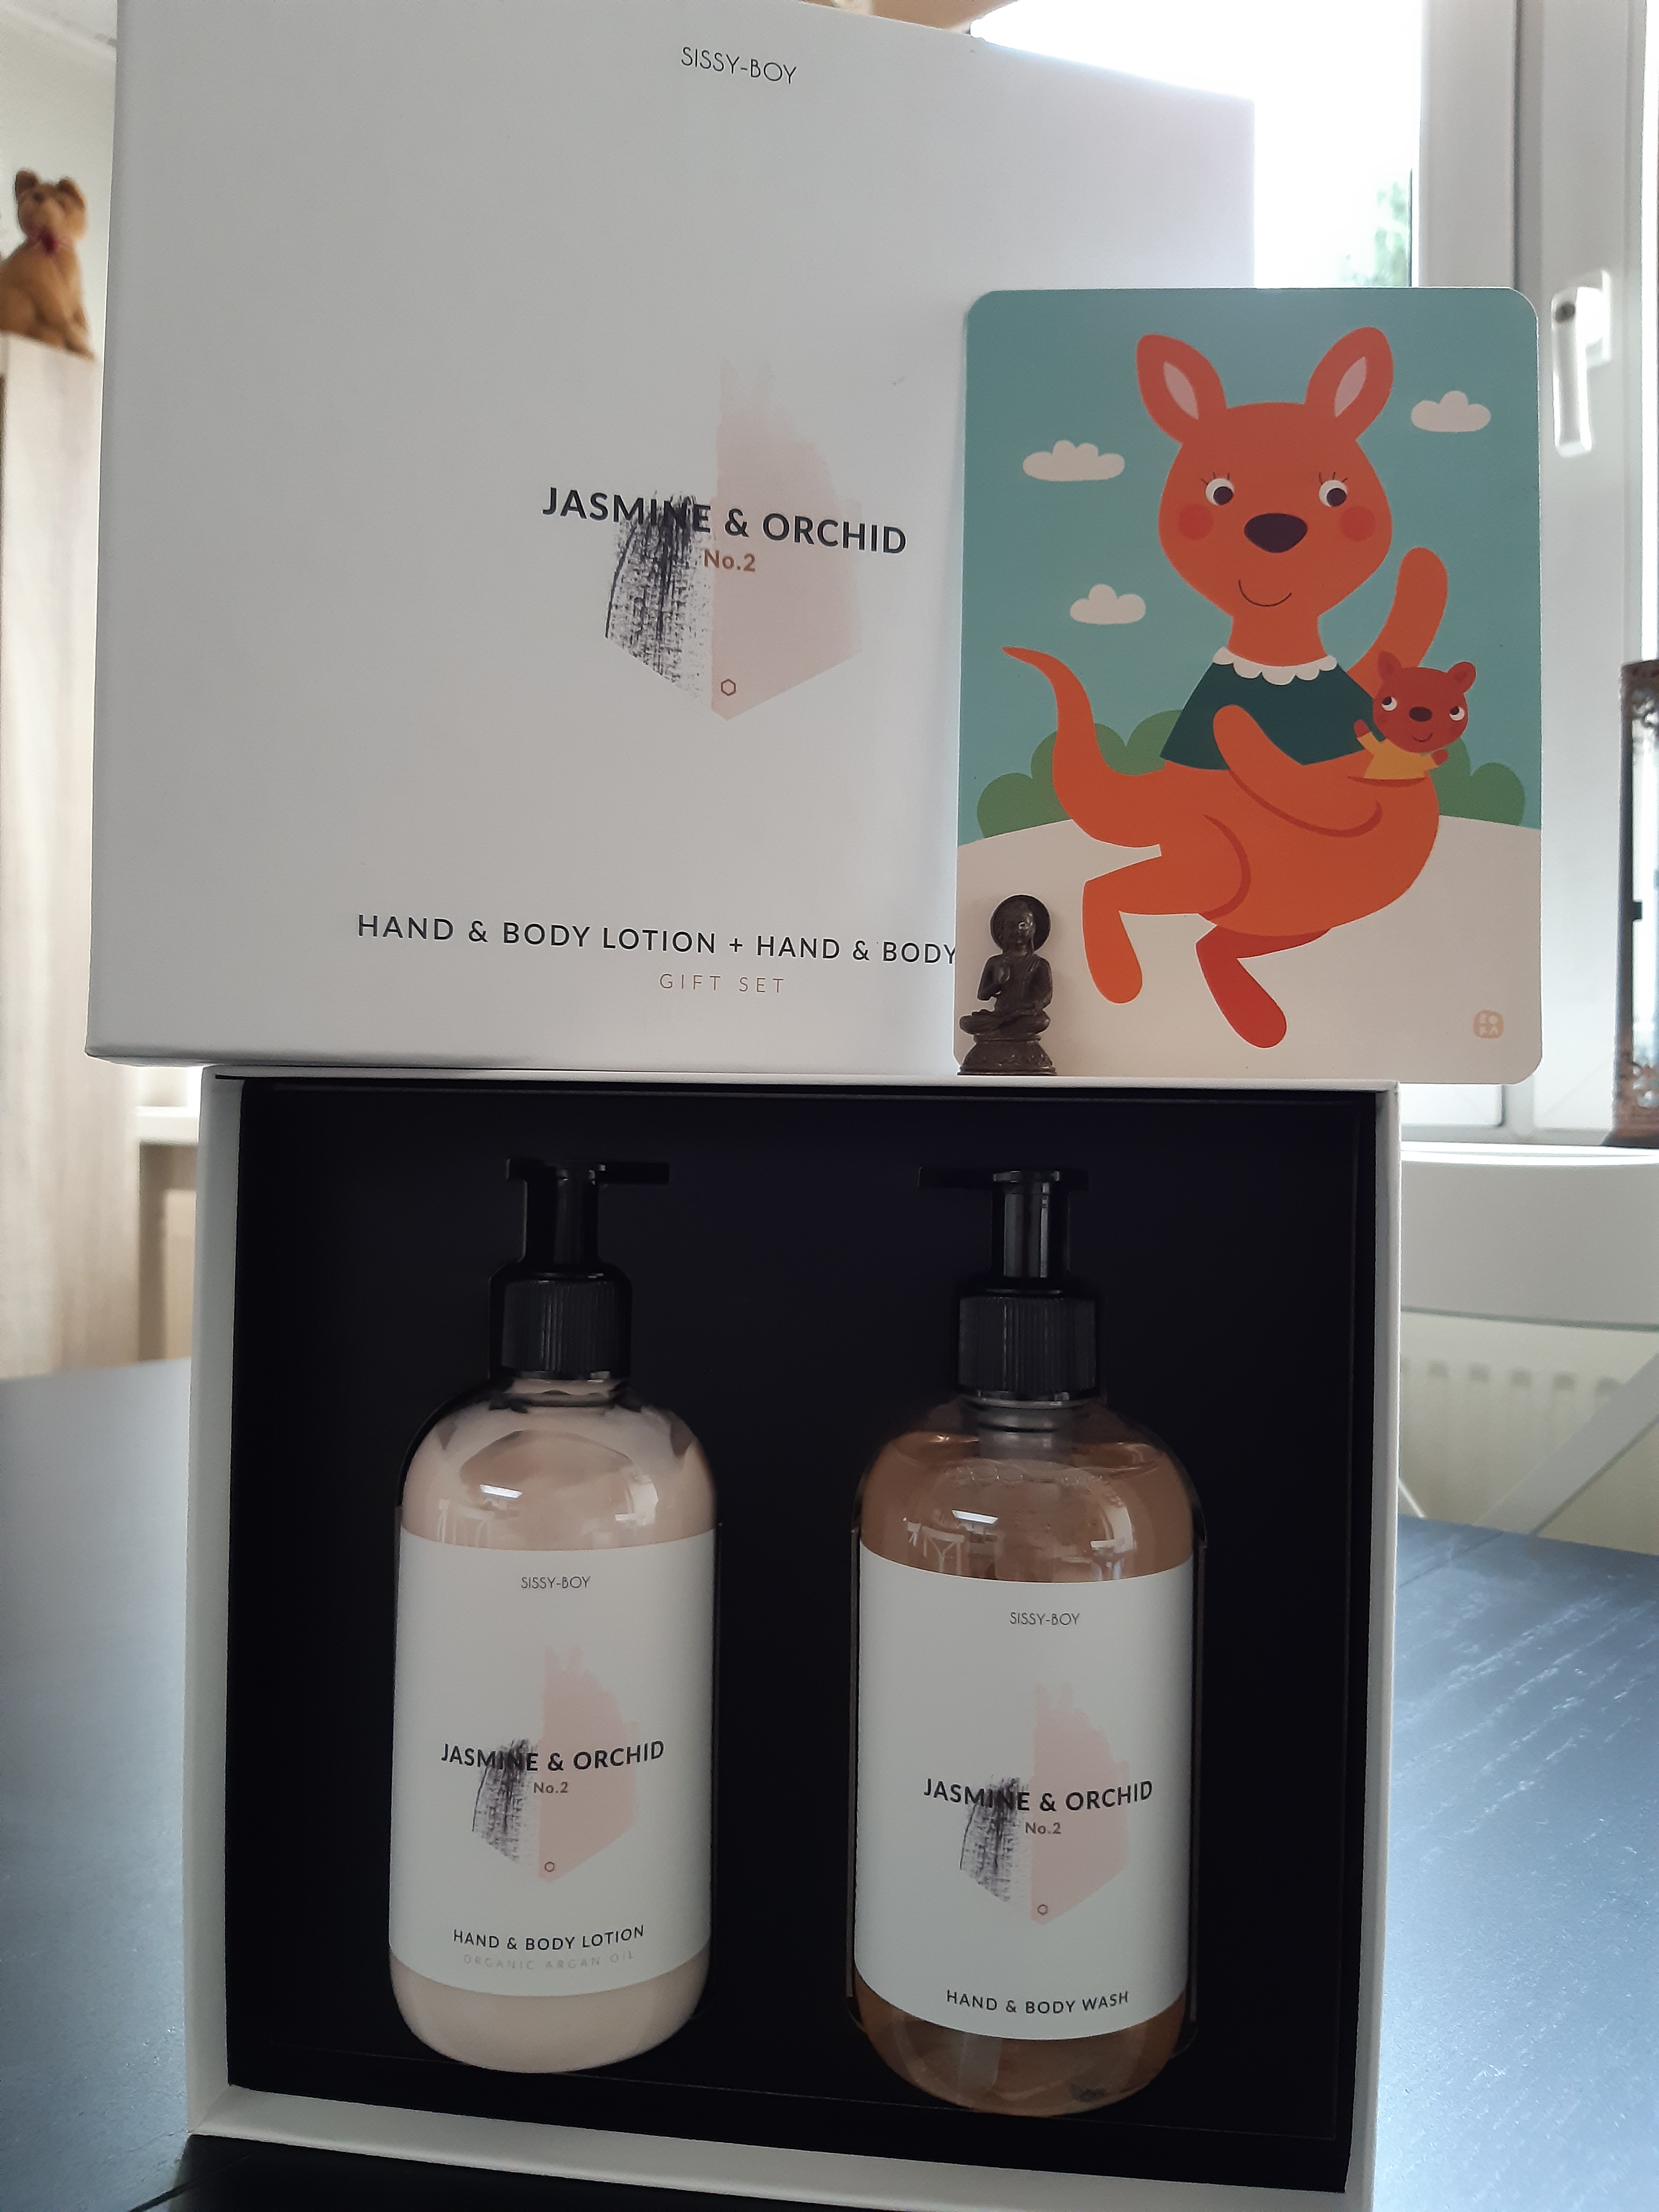 SISSY-BOY
JASMINE & ORCHID
No.2
HAND & BODY LOTION + HAND & BODY
GIFT SET
SISSY-BOY
JASMINE & ORCHID
No.2
HAND & BODY LOTION
ORGANIC ARGAN OIL
SISSY-BOY
JASMINE & ORCHID
No.2
HAND & BODY WASH